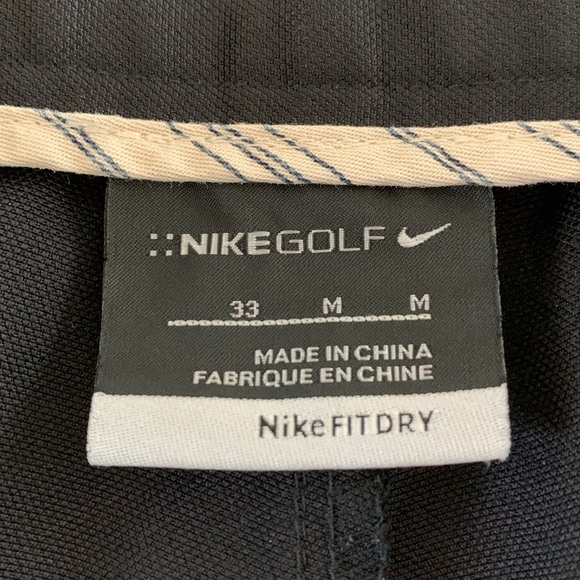 ::NIKEGOLF
33 M M
MADE IN CHINA
FABRIQUE EN CHINE
NikeFITDRY